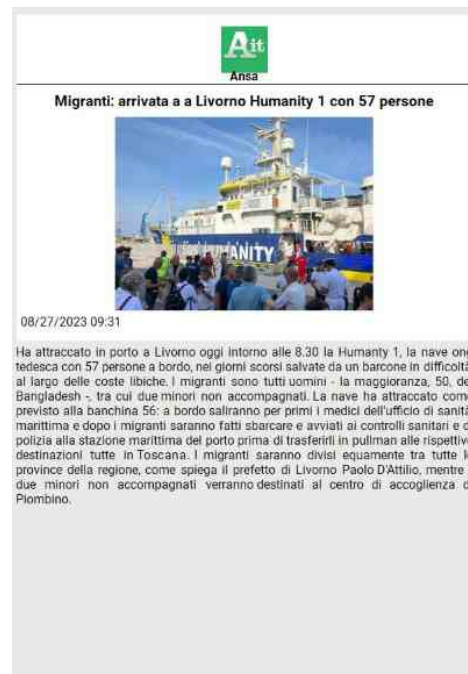 Ait
Ansa
Migranti: arrivata a a Livorno Humanity 1 con 57 persone
HUMANITY
08/27/2023 09:31
Ha attraccato in porto a Livorno oggi intorno alle 8.30 la Humanty 1, la nave ong
tedesca con 57 persone a bordo, nei giorni scorsi salvate da un barcone in difficoltà
al largo delle coste libiche. I migranti sono tutti uomini - la maggioranza, 50, de
Bangladesh -, tra cui due minori non accompagnati. La nave ha attraccato come
previsto alla banchina 56: a bordo saliranno per primi i medici dell'ufficio di sanità
marittima e dopo i migranti saranno fatti sbarcare e avviati ai controlli sanitari e d
polizia alla stazione marittima del porto prima di trasferirli in pullman alle rispettive
destinazioni tutte in Toscana. I migranti saranno divisi equamente tra tutte le
province della regione, come spiega il prefetto di Livorno Paolo D'Attilio, mentre
due minori non accompagnati verranno destinati al centro di accoglienza d
Piombino.